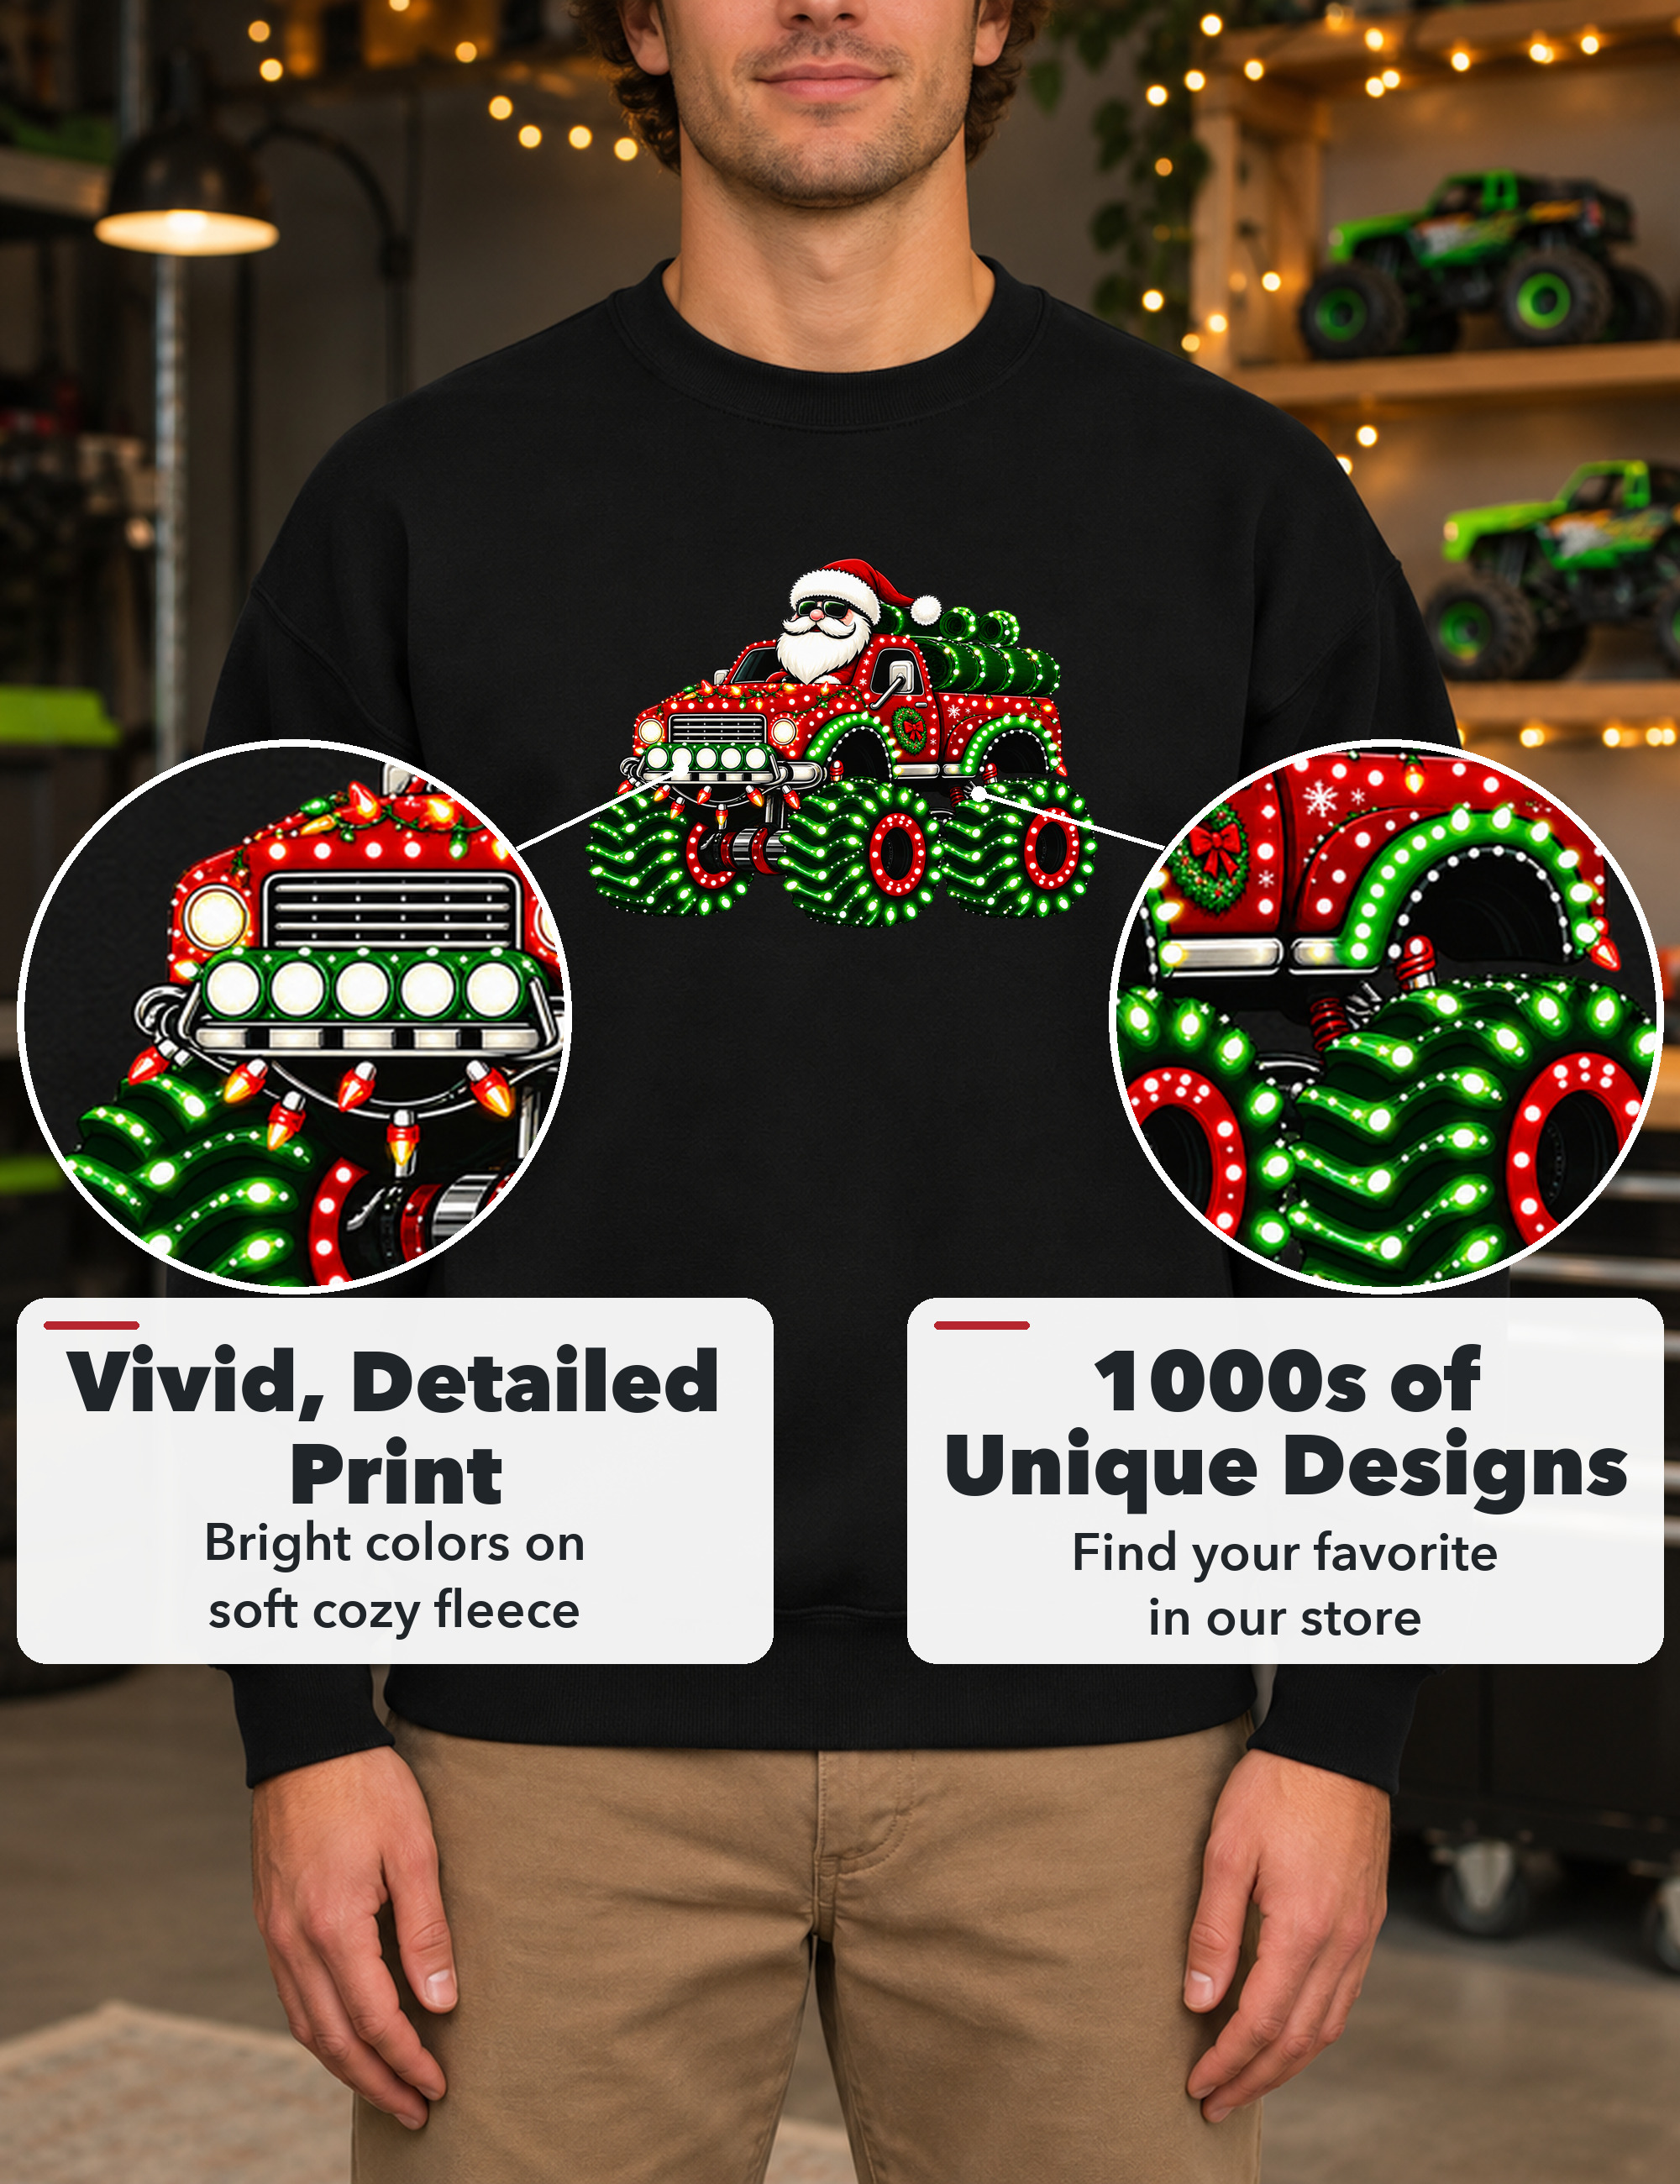 Vivid, Detailed
Print
Bright colors on
soft cozy fleece
1000s of
Unique Designs
Find your favorite
in our store